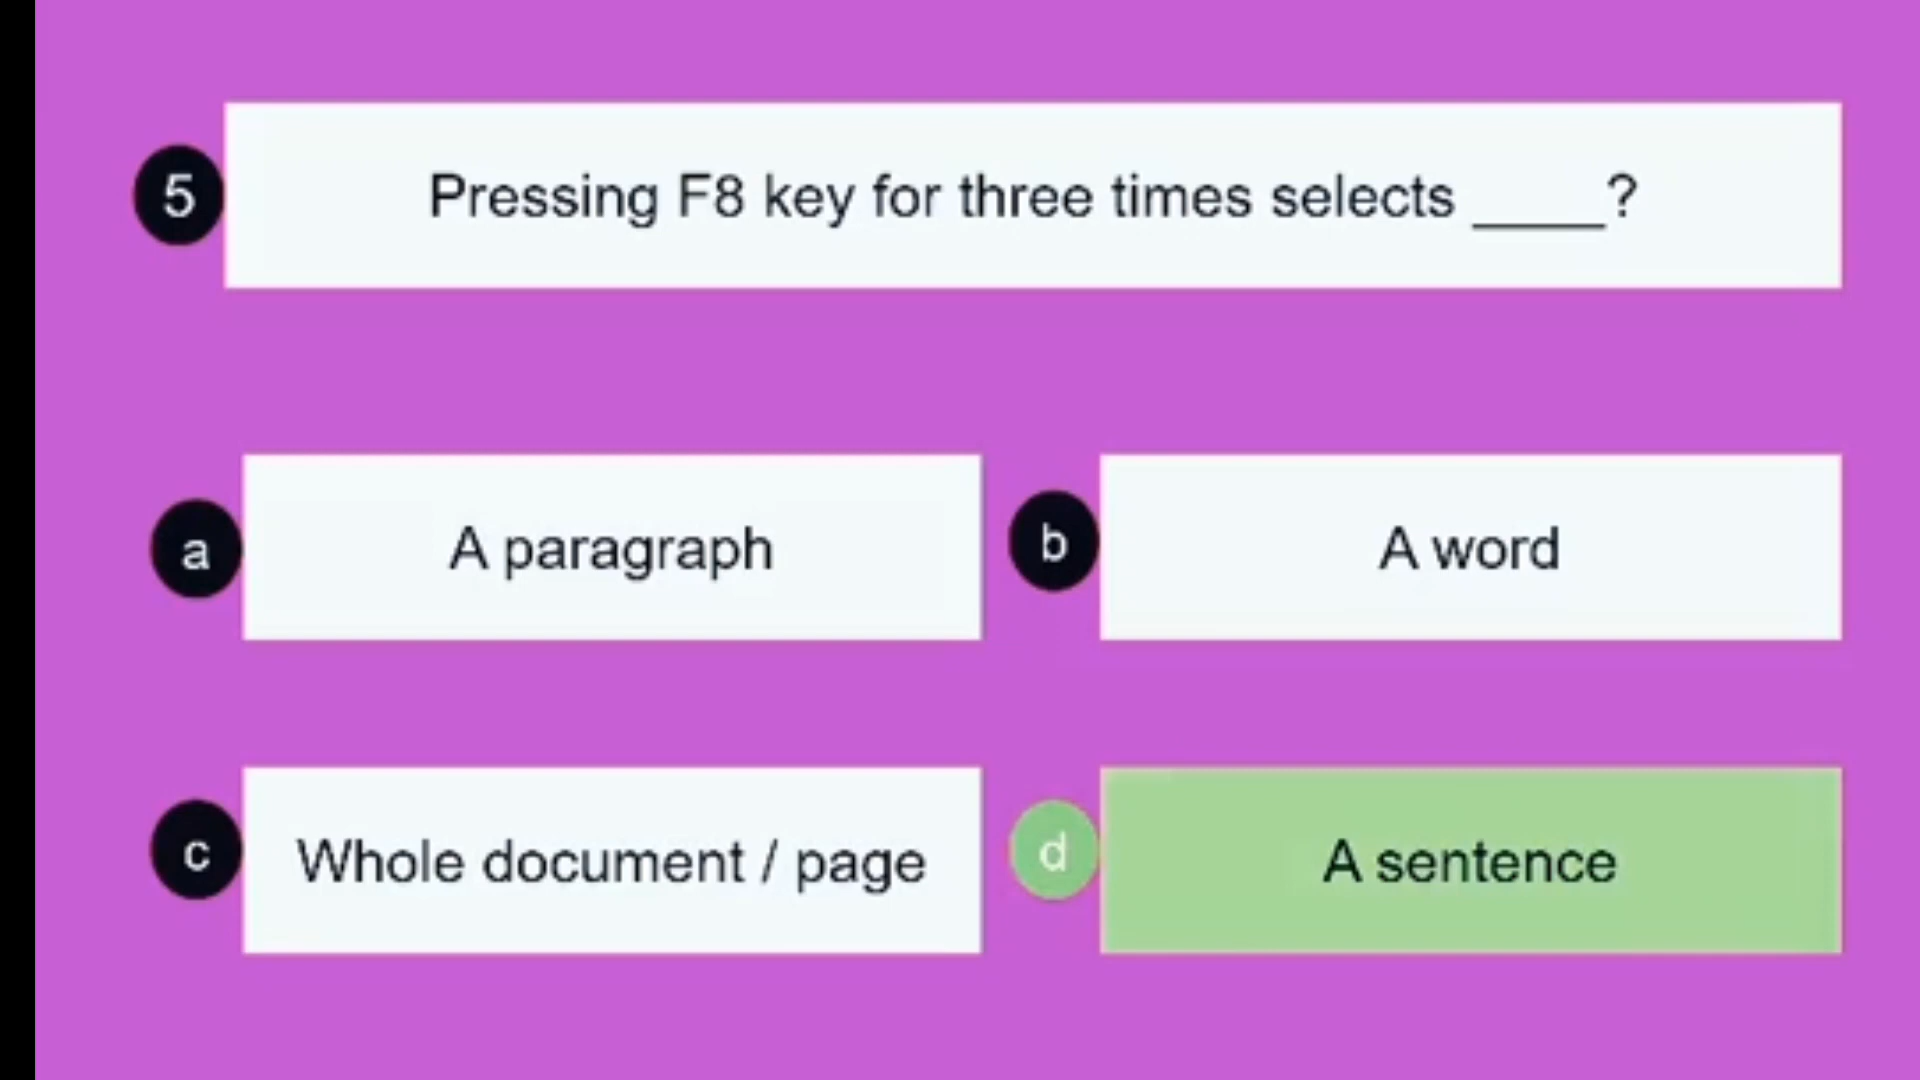 5
Pressing F8 key for three times selects _____?
a
A paragraph
b
A word
c
Whole document / page
d
A sentence